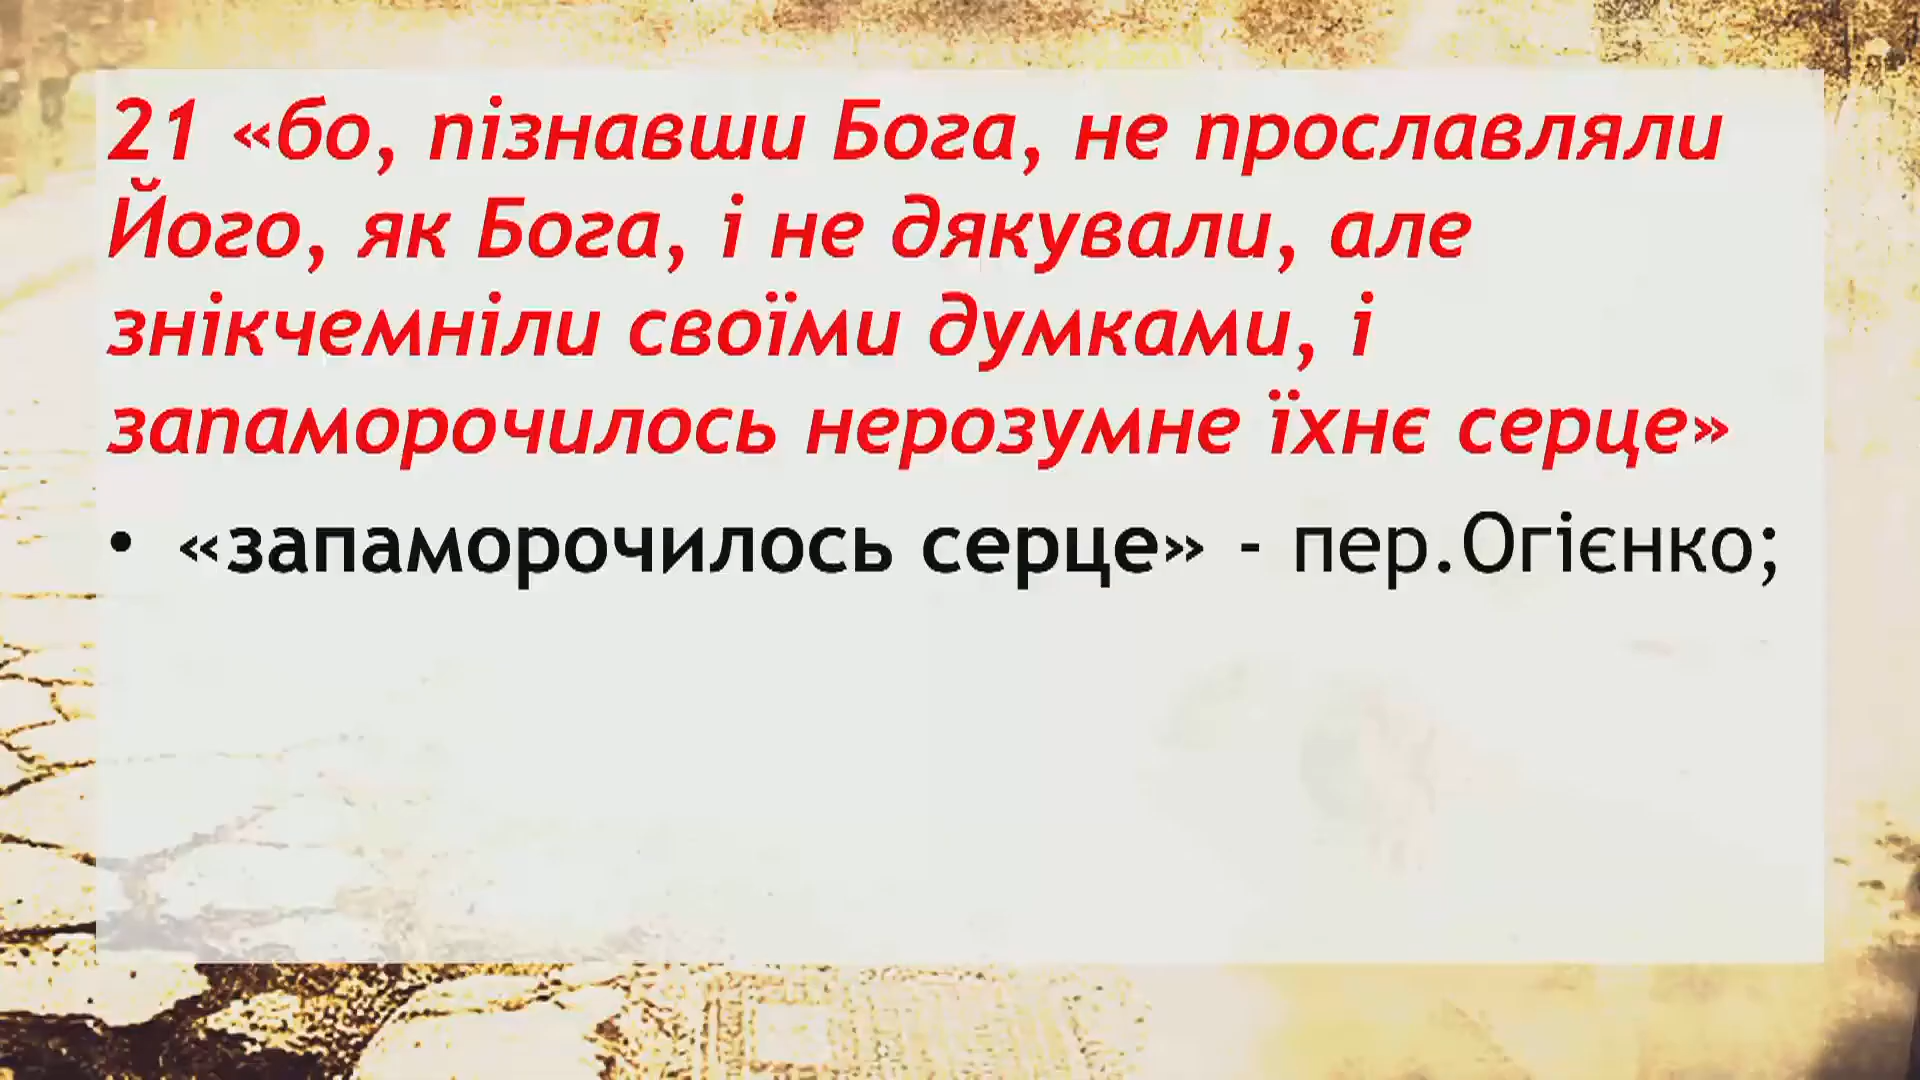 21 «бо, пізнавши Бога, не прославляли
Його, як Бога, і не дякували, але
знікчемніли своїми думками, і
запаморочилось нерозумне їхнє серце»
• «запаморочилось серце» - пер.Огієнко;